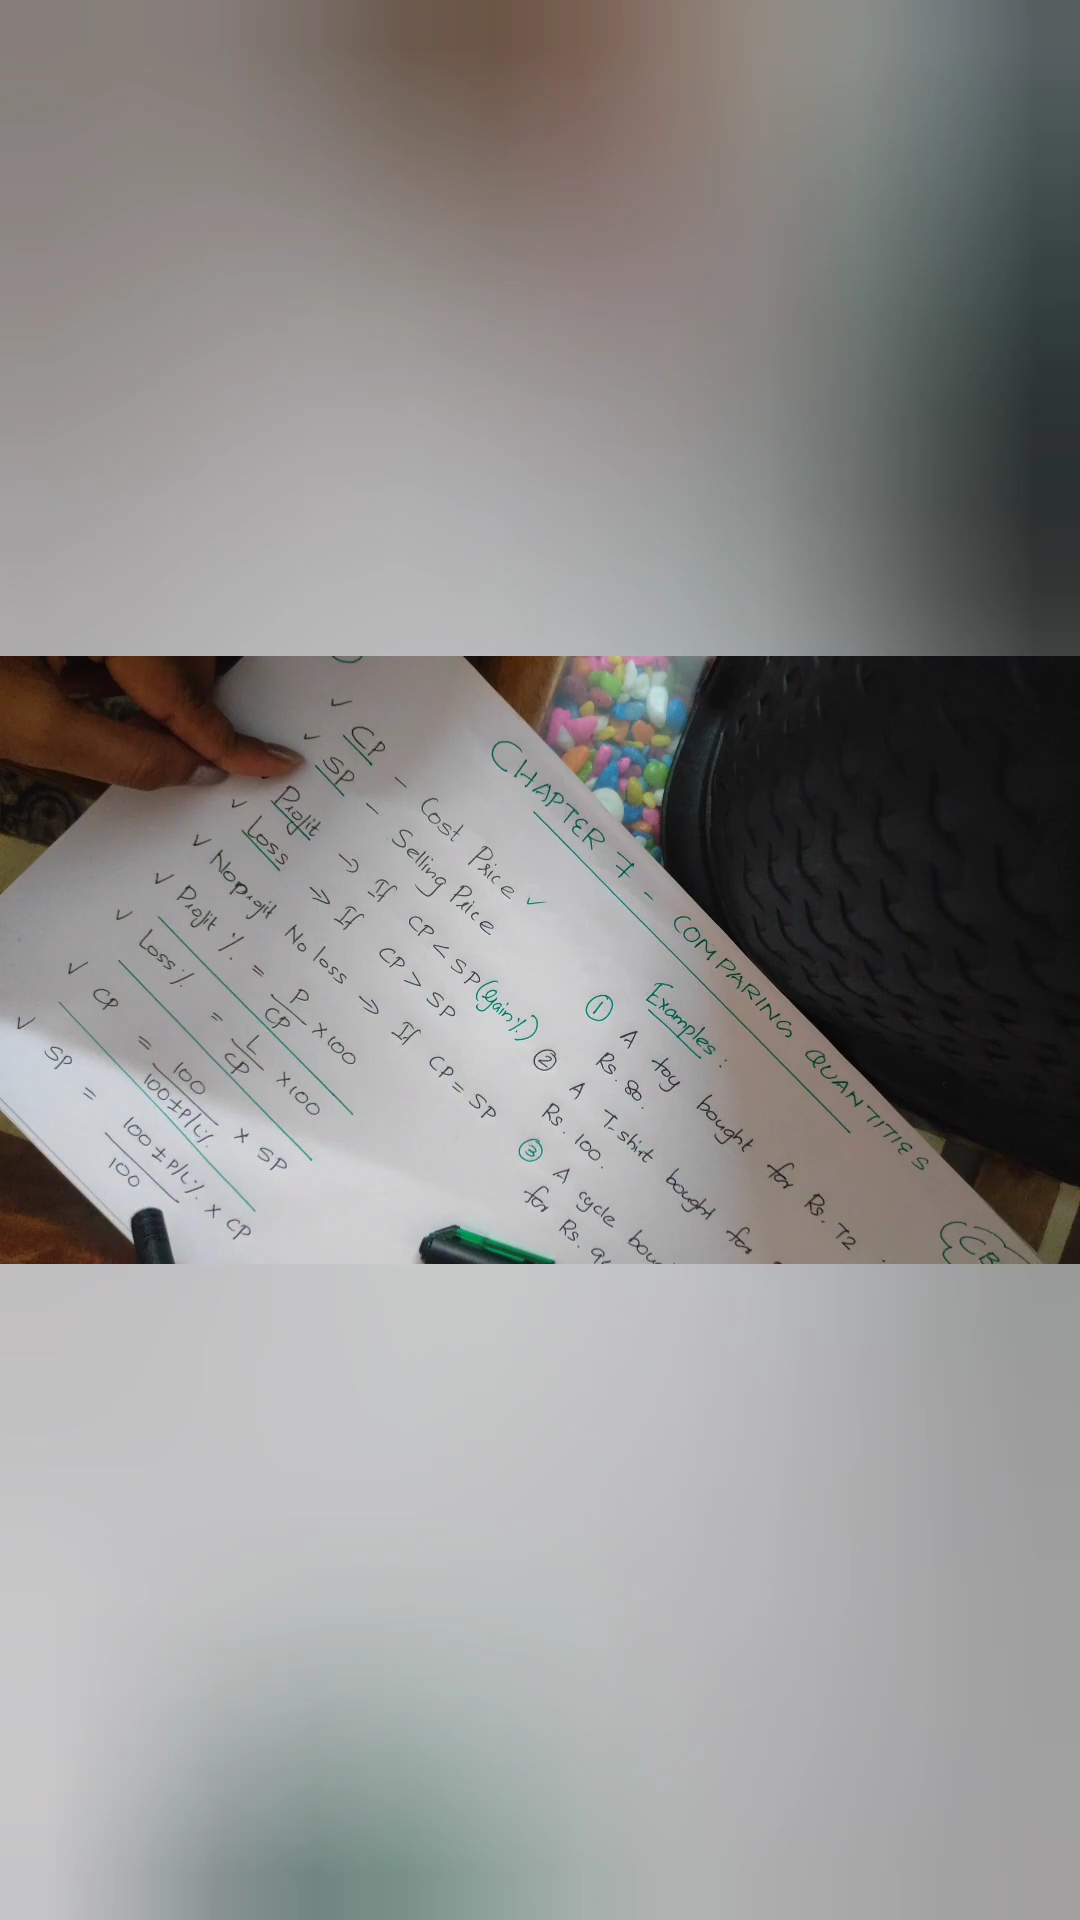 CHAPTER 7 - COMPARING QUANTITIES
✓ CP - Cost Price ✓
✓ SP - Selling Price
Profit → If CP < SP (Gain%)
✓ Loss ⇒ If CP > SP
✓ No profit No loss ⇒ If CP = SP
✓ Profit % = P/CP × 100
✓ Loss % = L/CP × 100
✓ CP = 100/100±P/L% × SP
✓ SP = 100±P/L%/100 × CP
Examples:
① A toy bought for Rs. 72
Rs. 80.
② A T-shirt bought for
Rs. 100.
③ A cycle
for Rs.